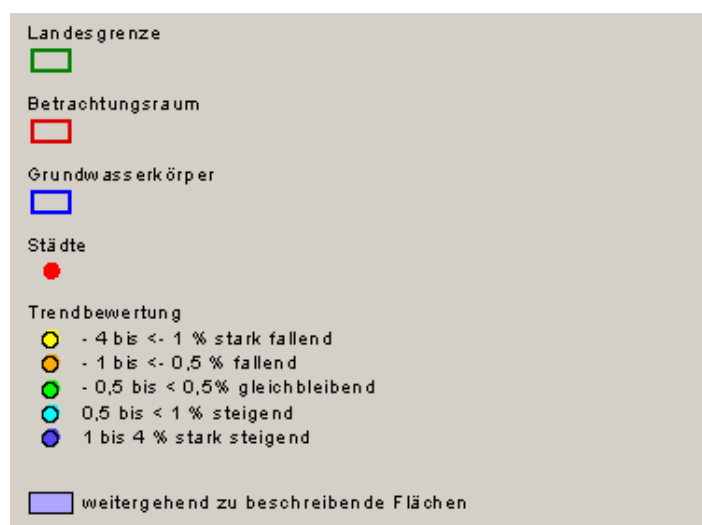 Landesgrenze
Betrachtungsraum
Grundwasserkörper
Städte
Trendbewertung
- 4 bis <- 1 % stark fallend
- 1 bis <- 0,5 % fallend
- 0,5 bis < 0,5% gleichbleibend
0,5 bis < 1 % steigend
1 bis 4 % stark steigend
weitergehend zu beschreibende Flächen